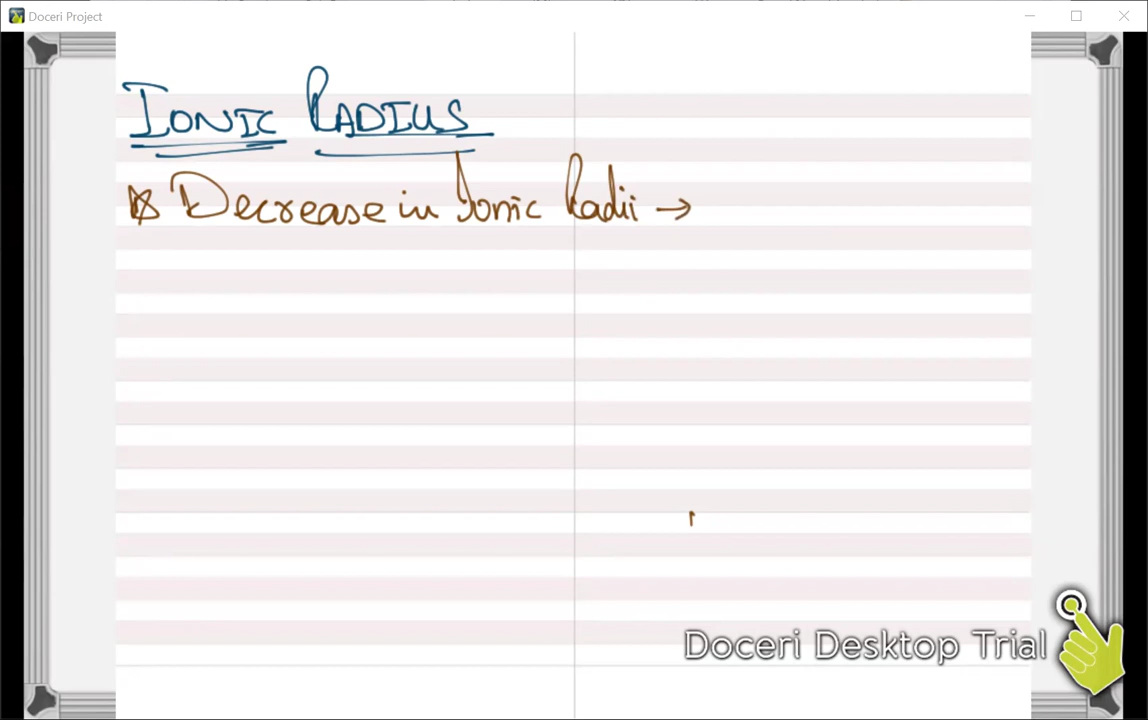 Doceri Project
IONIC RADIUS
☆ Decrease in Ionic Radii →
Doceri Desktop Trial